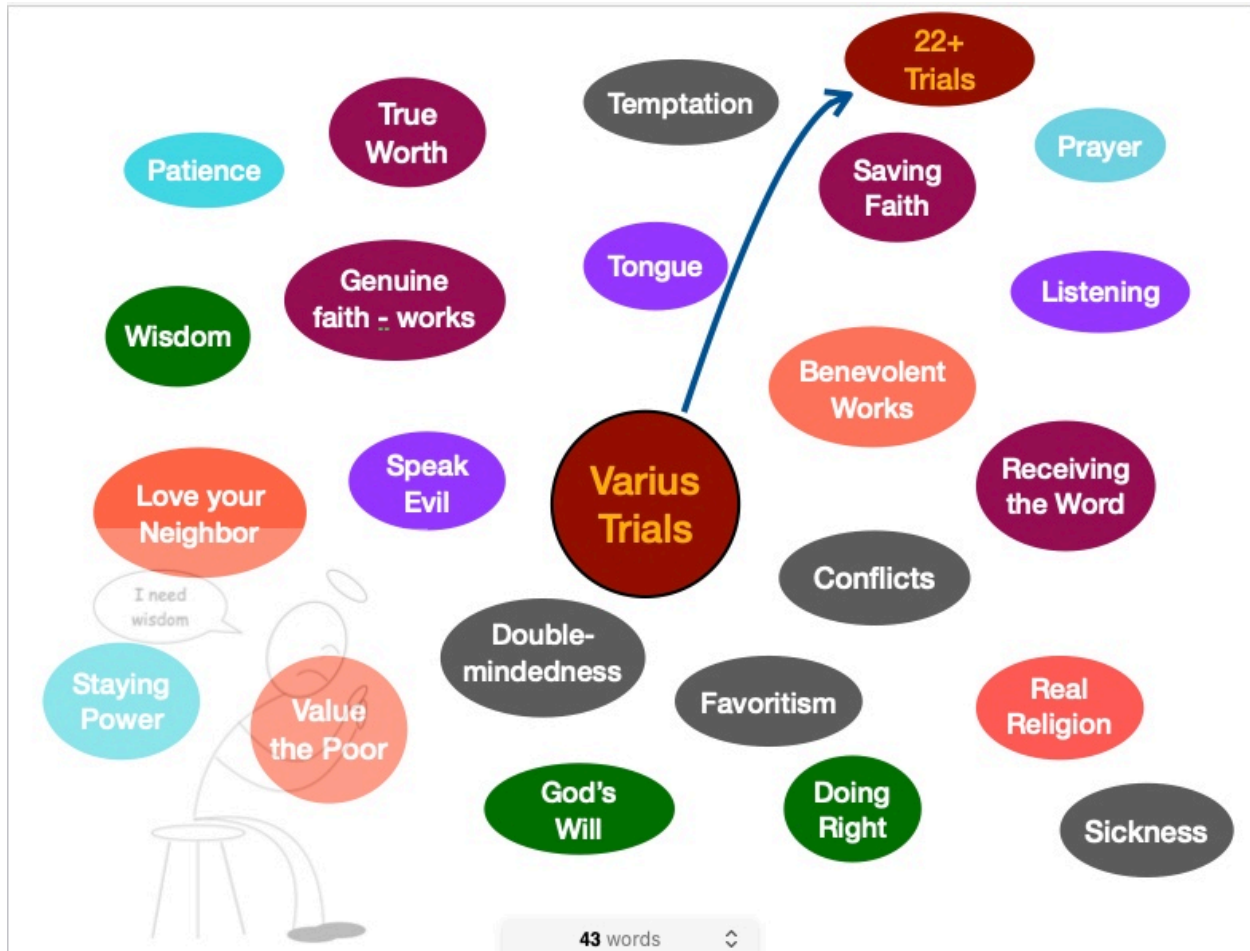 22+
Trials
Temptation
True
Worth
Prayer
Patience
Saving
Faith
Tongue
Genuine
faith - works
Listening
Wisdom
Benevolent
Works
Speak
Evil
Receiving
the Word
Love your
Neighbor
Varius
Trials
Conflicts
I need
wisdom
Double-
mindedness
Staying
Power
Value
the Poor
Favoritism
Real
Religion
God's
Will
Doing
Right
Sickness
43 words